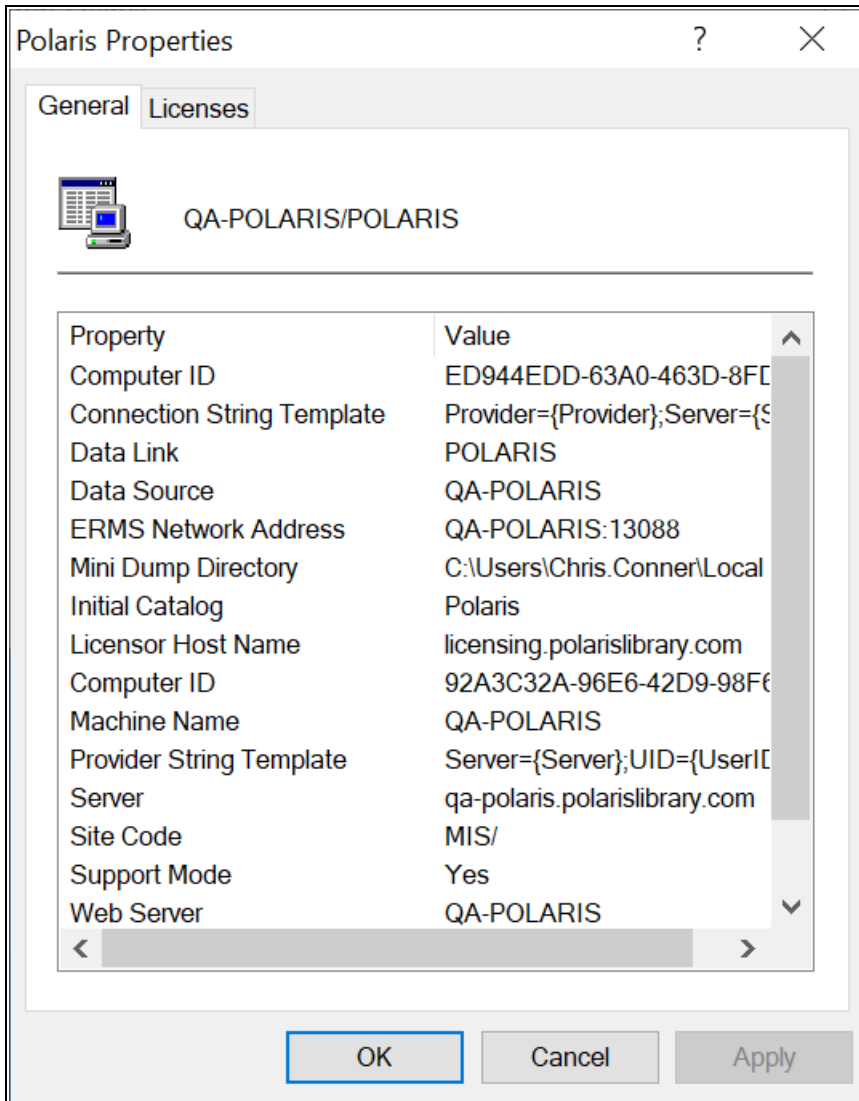 Polaris Properties ?
General Licenses
QA-POLARIS/POLARIS
Property Value
Computer ID ED944EDD-63A0-463D-8FD
Connection String Template Provider={Provider};Server={S
Data Link POLARIS
Data Source QA-POLARIS
ERMS Network Address QA-POLARIS:13088
Mini Dump Directory C:\Users\Chris.Conner\Local
Initial Catalog Polaris
Licensor Host Name licensing.polarislibrary.com
Computer ID 92A3C32A-96E6-42D9-98F6
Machine Name QA-POLARIS
Provider String Template Server={Server};UID={UserID
Server qa-polaris.polarislibrary.com
Site Code MIS/
Support Mode Yes
Web Server QA-POLARIS
OK Cancel Apply